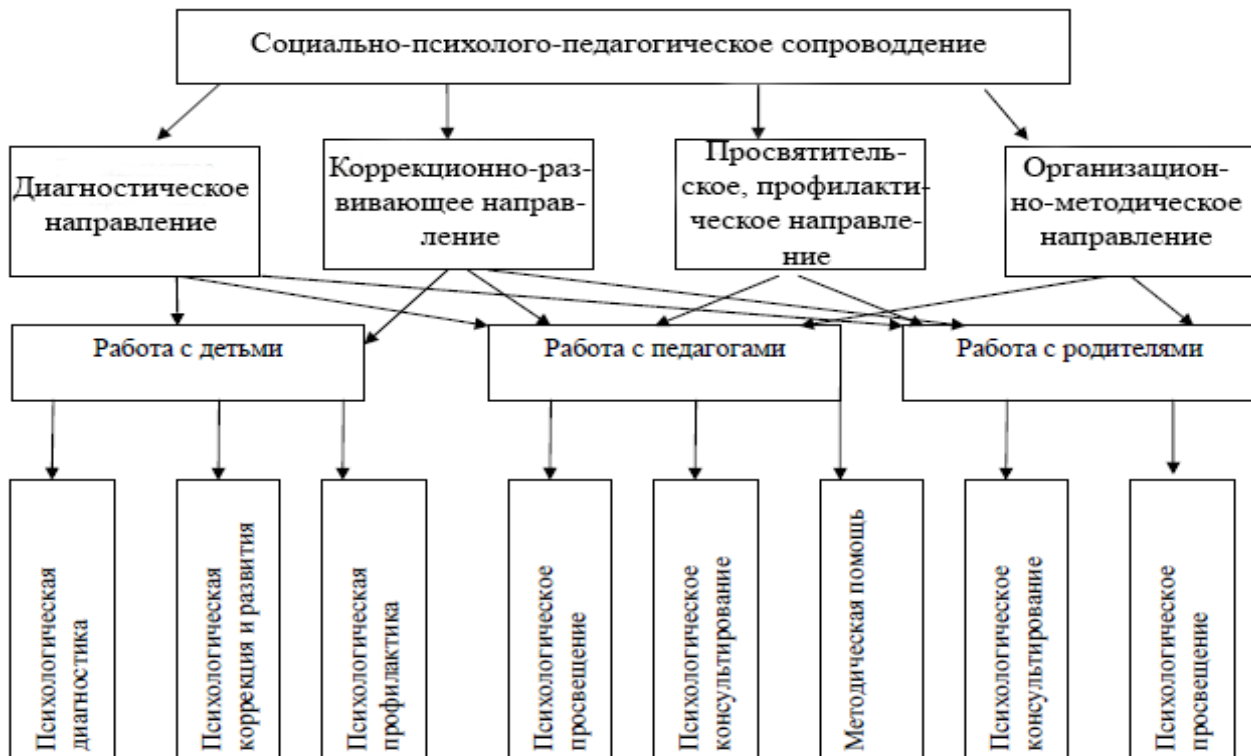 Социально-психолого-педагогическое сопроводдение
Диагностическое
направление
Коррекционно-раз-
вивающее направ-
ление
Просвятитель-
ское, профилакти-
ческое направле-
ние
Организацион-
но-методическое
направление
Работа с детьми
Работа с педагогами
Работа с родителями
Психологическая
диагностика
Психологическая
коррекция и развития
Психологическая
профилактика
Психологическое
просвещение
Психологическое
консультирование
Методическая помощь
Психологическое
консультирование
Психологическое
просвещение